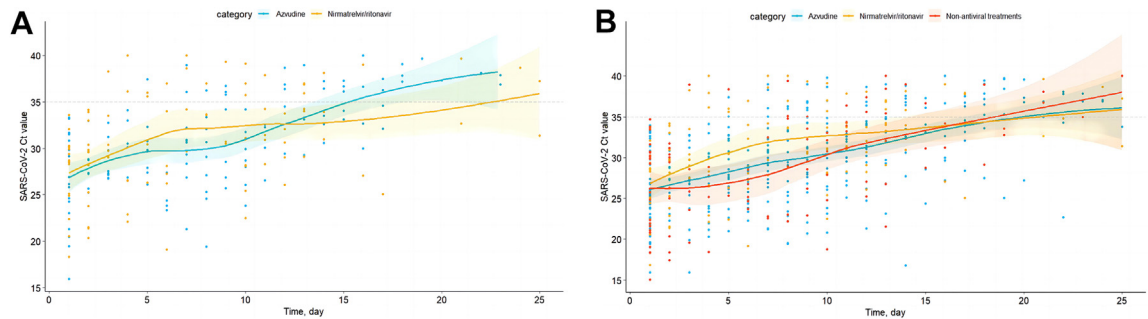 A
category Azvudine Nirmatrelvir/ritonavir
SARS-CoV-2 Ct value
40
35
30
25
20
15
0 5 10 15 20 25
Time, day
B
category Azvudine Nirmatrelvir/ritonavir Non-antiviral treatments
SARS-CoV-2 Ct value
40
35
30
25
20
15
0 5 10 15 20 25
Time, day